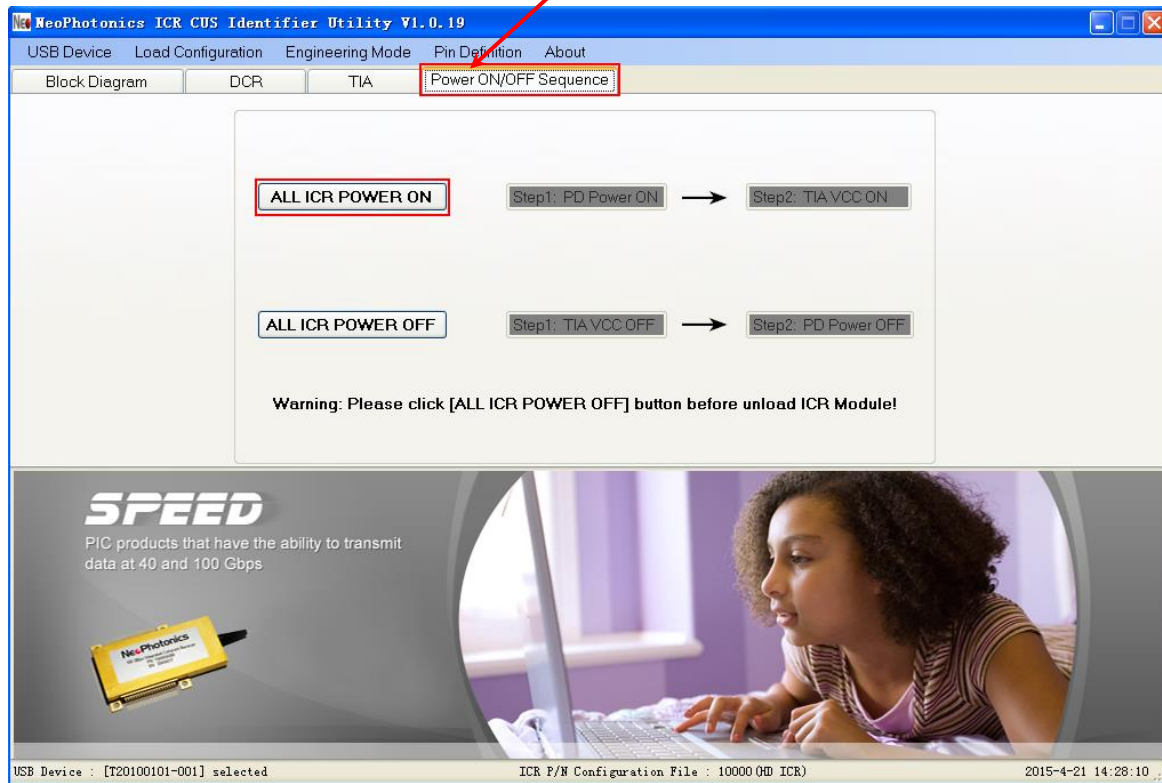 NeoPhotonics ICR CUS Identifier Utility V1.0.19
USB Device Load Configuration Engineering Mode Pin Definition About
Block Diagram DCR TIA Power ON/OFF Sequence
ALL ICR POWER ON Step1: PD Power ON Step2: TIA VCC ON
ALL ICR POWER OFF Step1: TIA VCC OFF Step2: PD Power OFF
Warning: Please click [ALL ICR POWER OFF] button before unload ICR Module!
SPEED
PIC products that have the ability to transmit
data at 40 and 100 Gbps
NeoPhotonics
USB Device : [T20100101-001] selected ICR P/N Configuration File : 10000(HD ICR) 2015-4-21 14:28:10